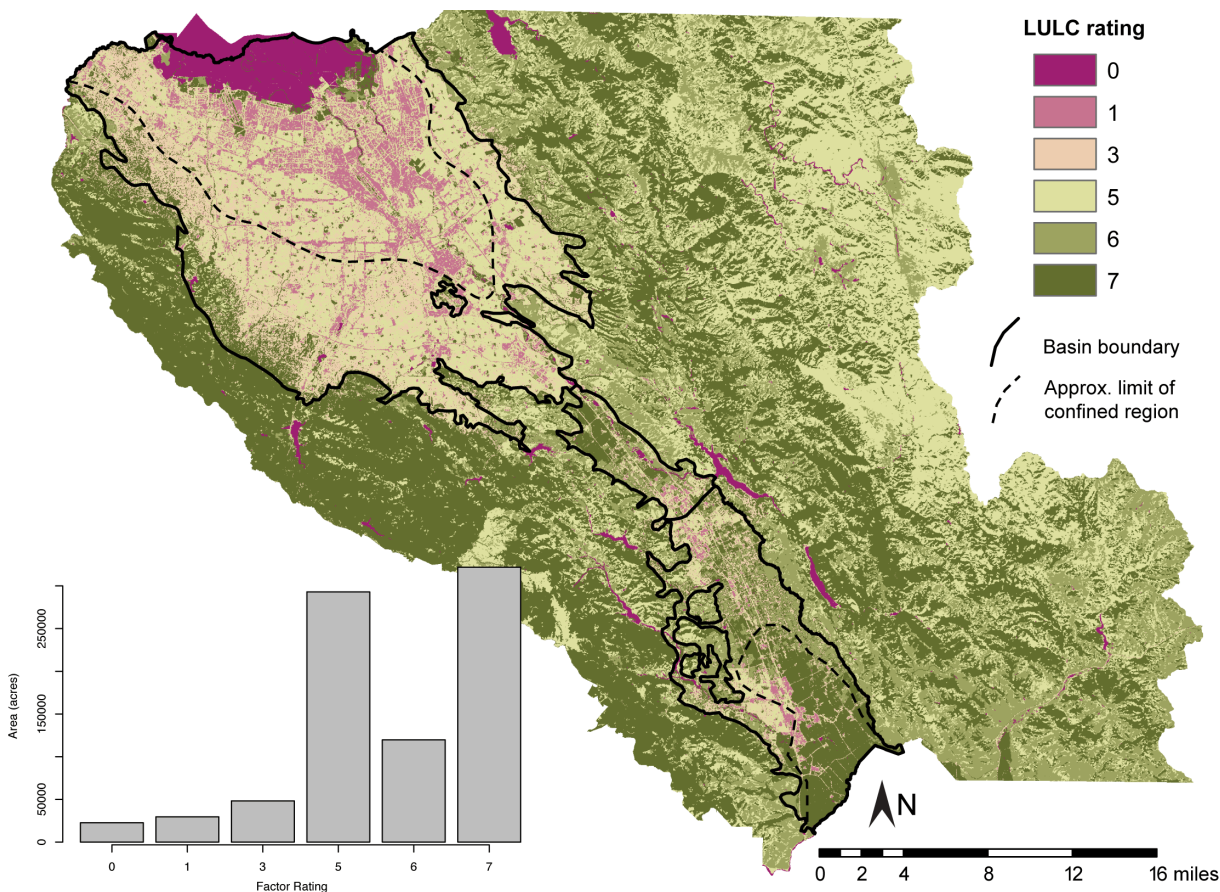 LULC rating
0
1
3
5
6
7
Basin boundary
Approx. limit of
confined region
250000
150000
50000
0
Area (acres)
0 1 3 5 6 7
Factor Rating
N
0 2 4 8 12 16 miles